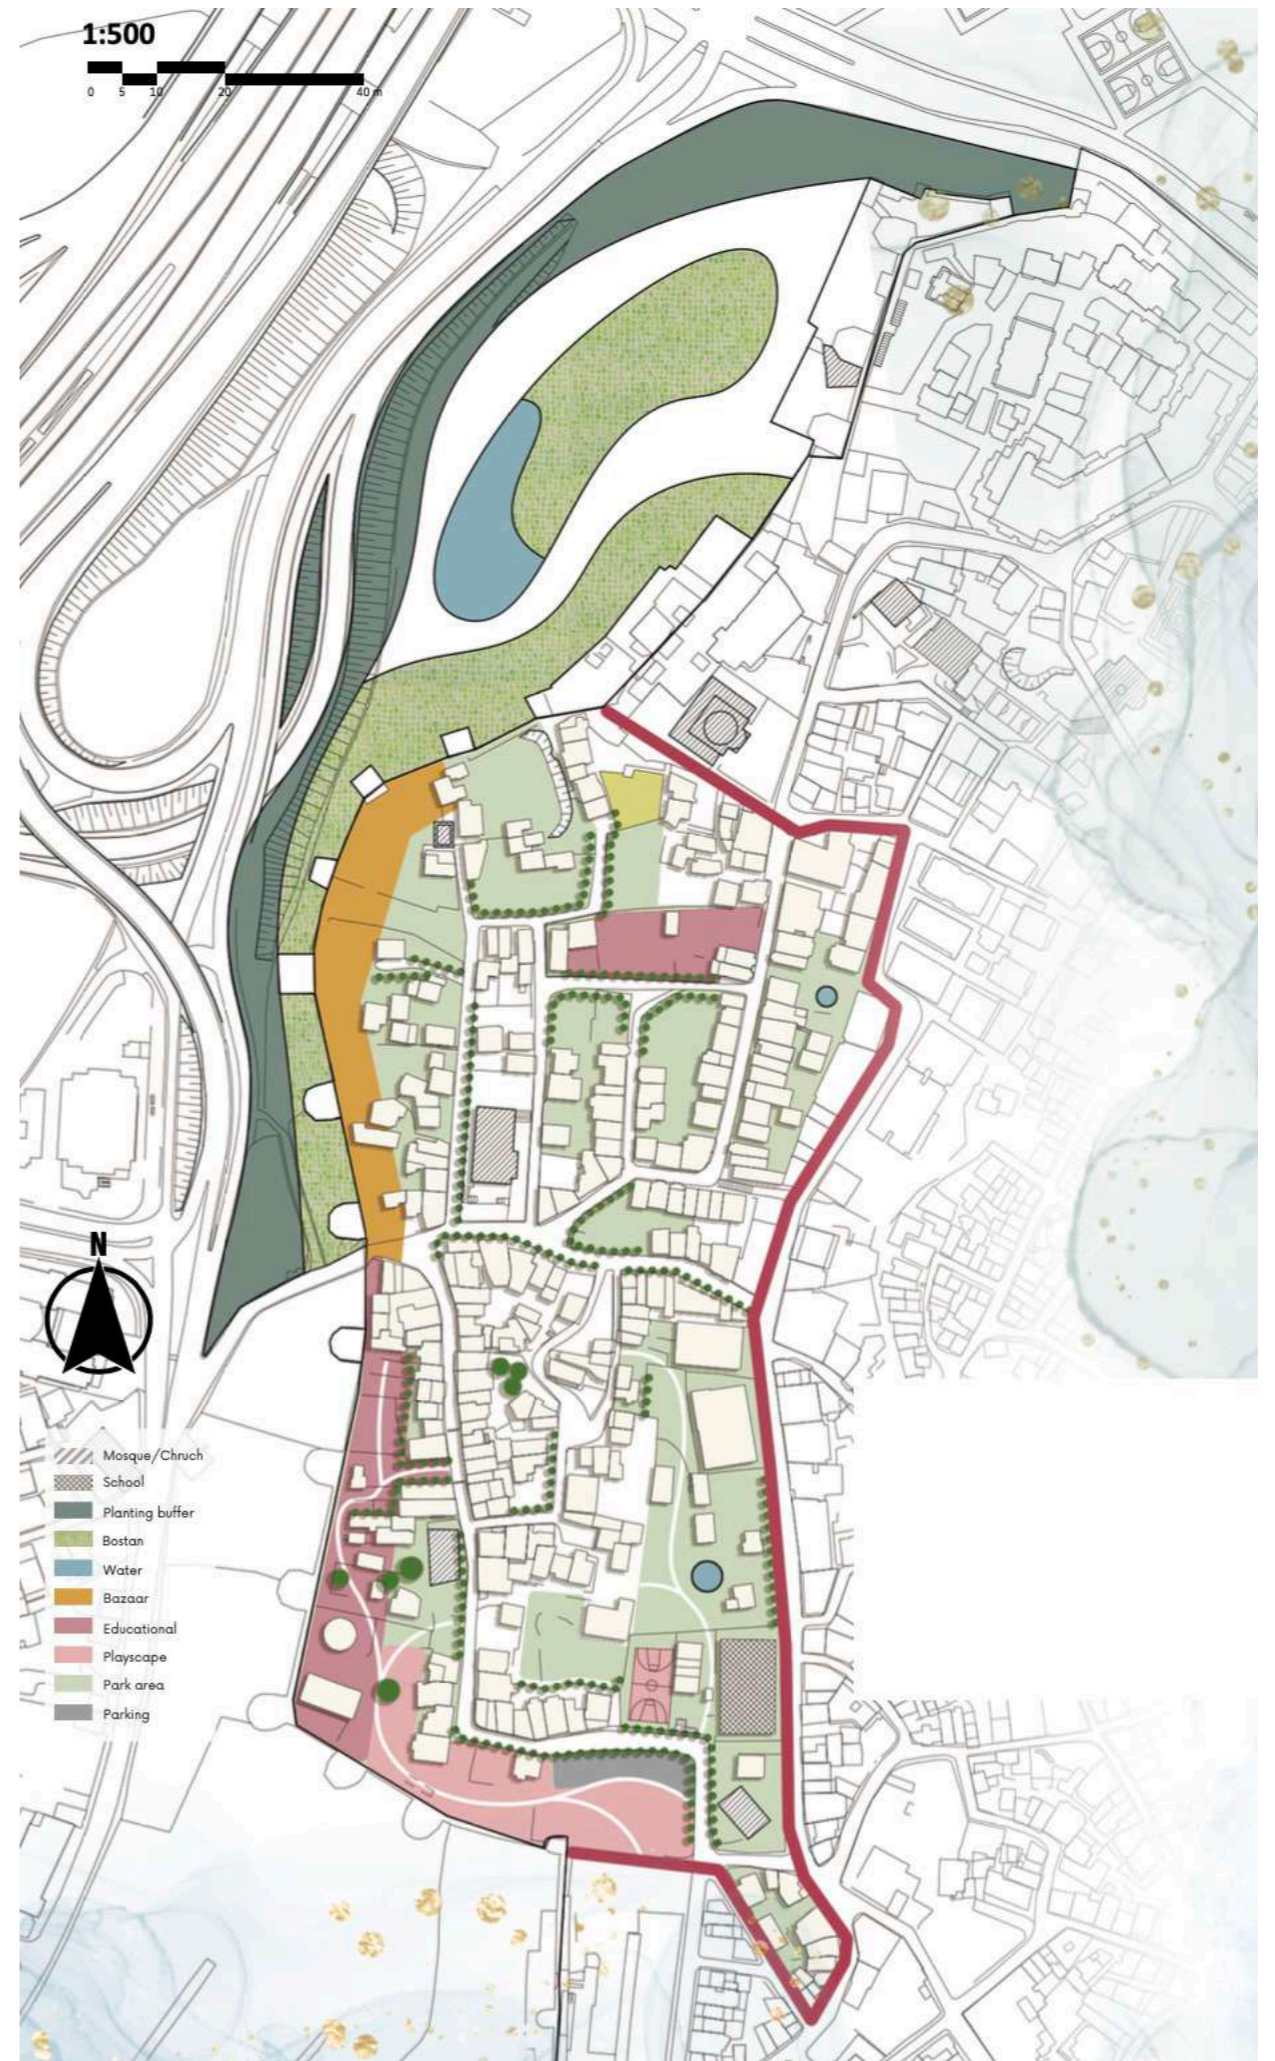 1:500
0 5 10 20 40 m
N
Mosque/Chruch
School
Planting buffer
Bostan
Water
Bazaar
Educational
Playscape
Park area
Parking